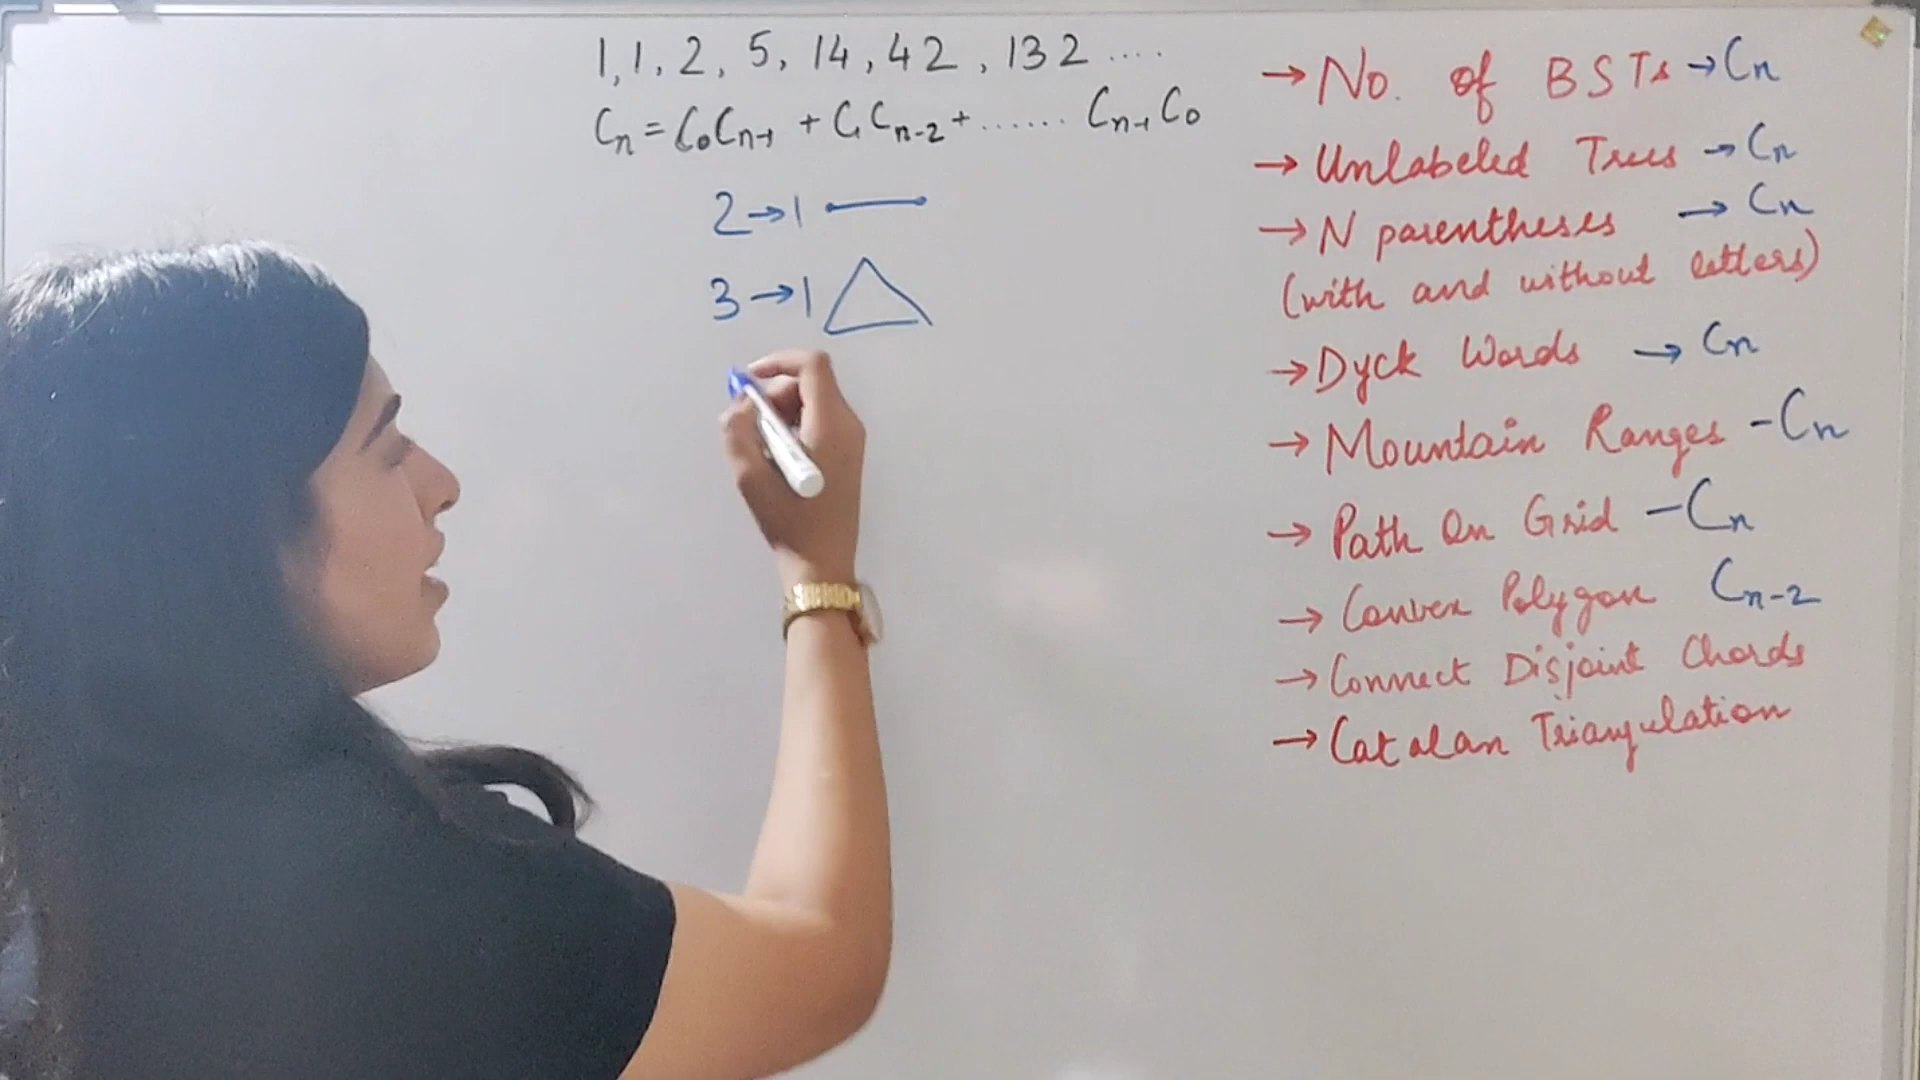 1, 1, 2, 5, 14, 42, 132 ....
Cn = C0Cn-1 + C1Cn-2 + ...... Cn-1C0
2→1
3→1
→ No. of BSTs → Cn
→ Unlabeled Trees → Cn
→ N parentheses → Cn
(with and without letters)
→ Dyck Words → Cn
→ Mountain Ranges - Cn
→ Path On Grid - Cn
→ Convex Polygon Cn-2
→ Connect Disjoint Chords
→ Catalan Triangulation